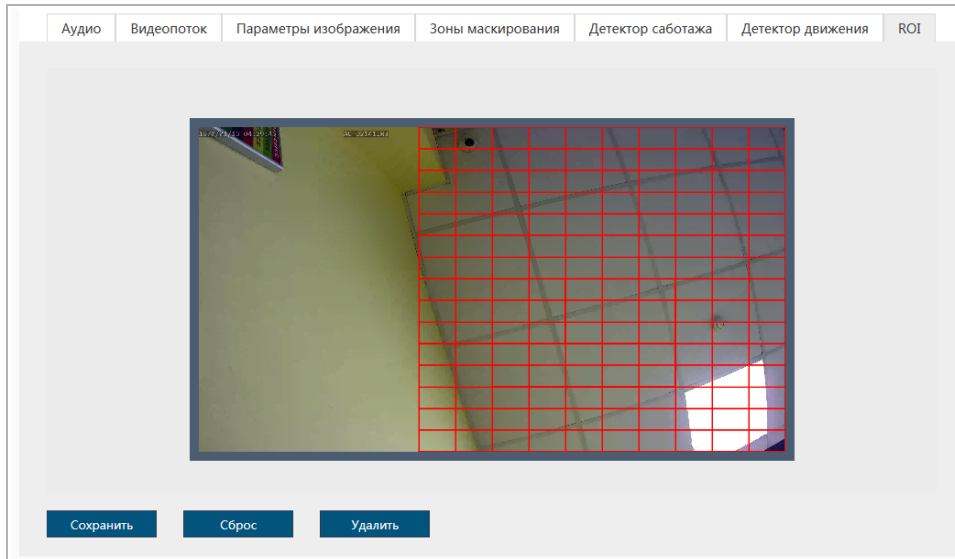 Аудио
Видеопоток
Параметры изображения
Зоны маскирования
Детектор саботажа
Детектор движения
ROI
Сохранить
Сброс
Удалить